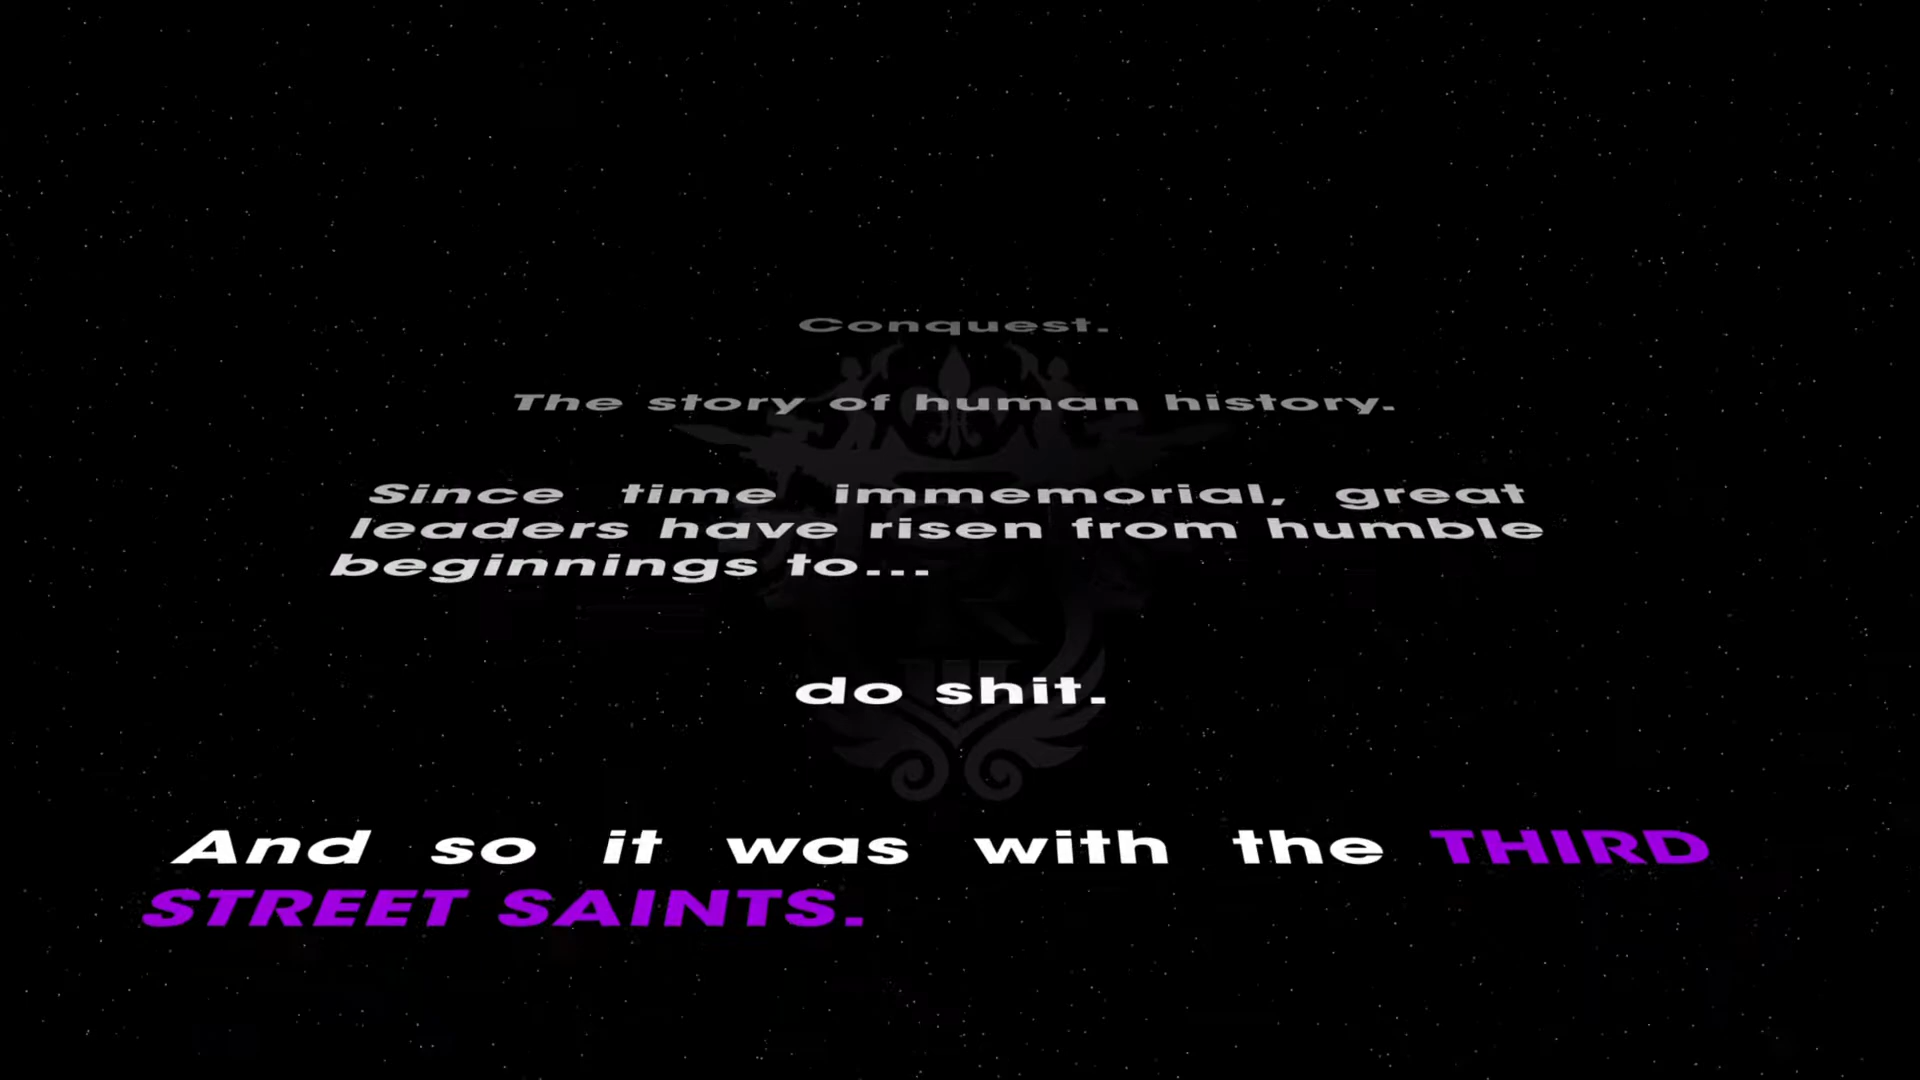 Conquest.
The story of human history.
Since time immemorial, great
leaders have risen from humble
beginnings to...
do shit.
And so it was with the THIRD
STREET SAINTS.